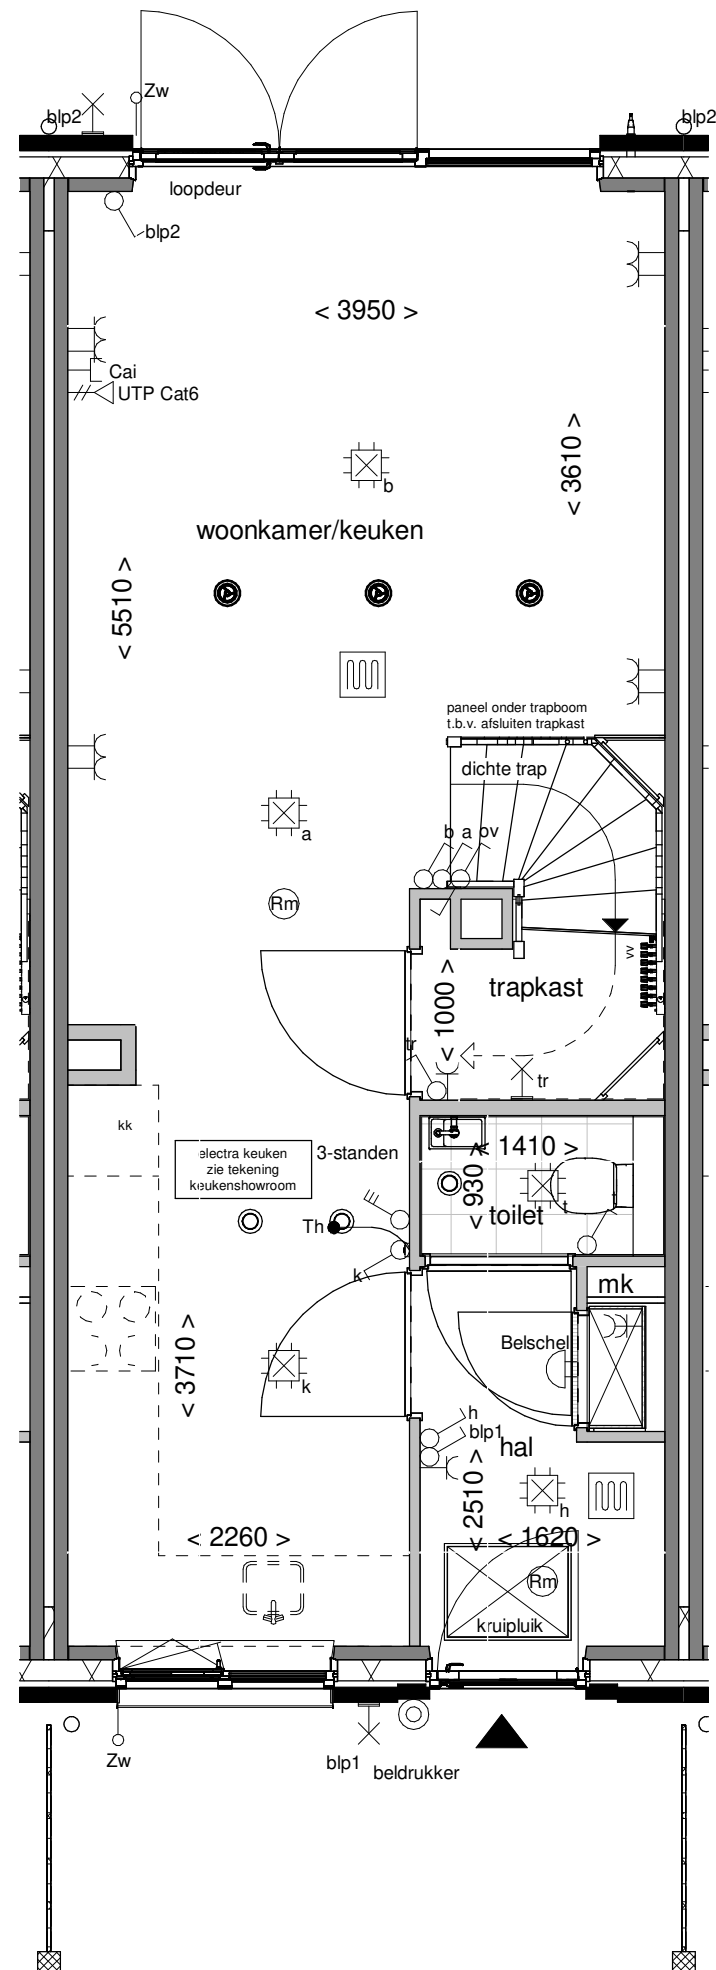 Zw
blp2
blp2
loopdeur
blp2
< 3950 >
Cai
UTP Cat6
< 3610 >
b
woonkamer/keuken
< 5510 >
paneel onder trapboom
t.b.v. afsluiten trapkast
dichte trap
a
b a ov
Rm
vv
trapkast
< 1000 >
tr
tr
kk
electra keuken
zie tekening
keukenshowroom
3-standen
< 1410 >
< 930 >
t
toilet
Th
k
mk
Belschel
< 3710 >
k
h
blp1
hal
< 2510 >
h
< 2260 >
< 1620 >
Rm
kruipluik
Zw
blp1
beldrukker